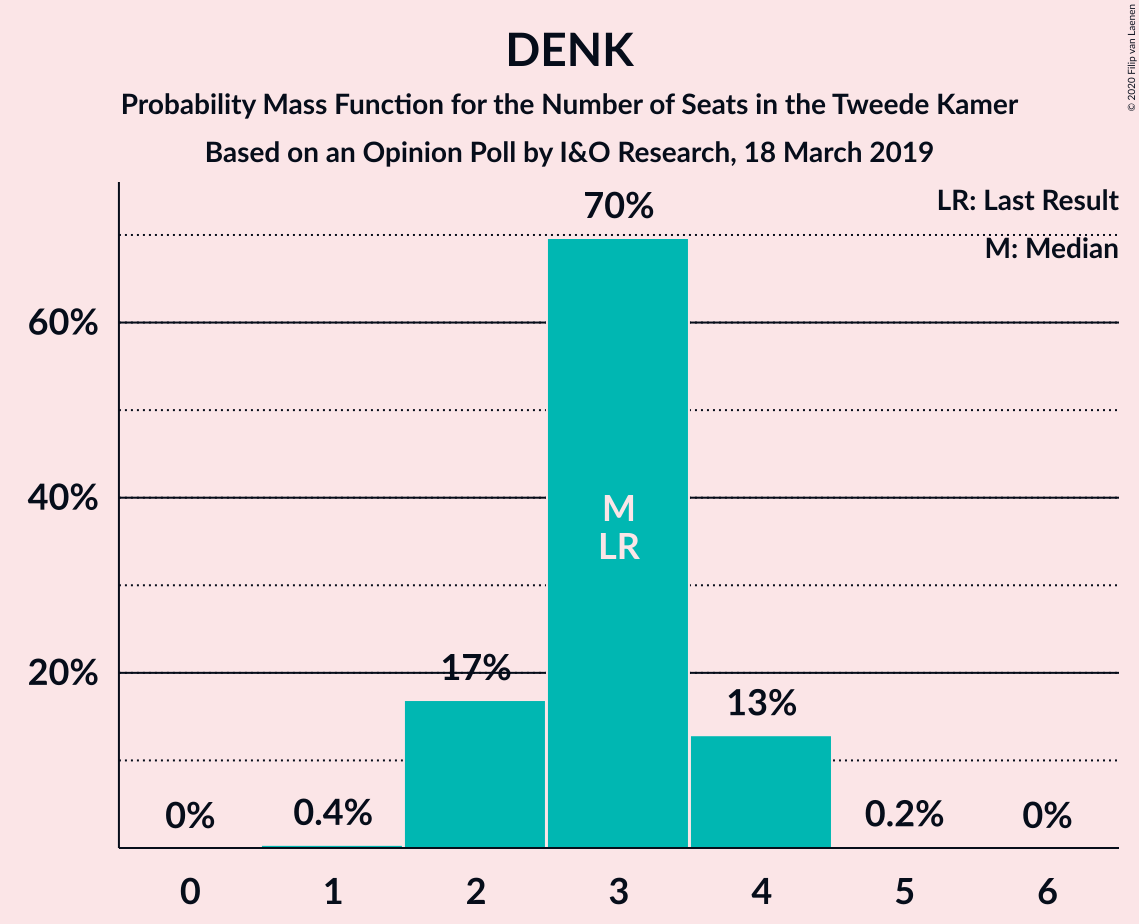 DENK
Probability Mass Function for the Number of Seats in the Tweede Kamer
Based on an Opinion Poll by I&O Research, 18 March 2019
© 2020 Filip van Laenen
LR: Last Result
M: Median
70%
60%
40%
20%
M
LR
17%
13%
0%
0.4%
0.2%
0%
0 1 2 3 4 5 6